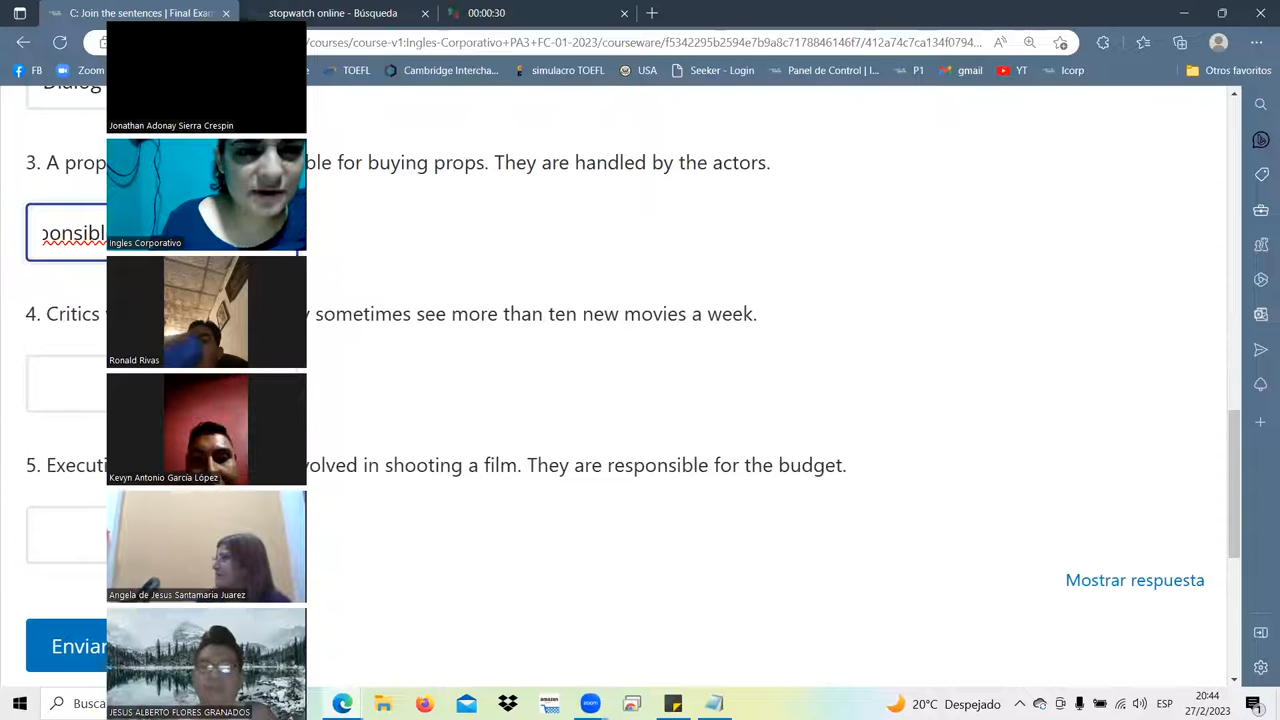 C: Join the sentences | Final Exam
stopwatch online - Búsqueda
00:00:30
/courses/course-v1:Ingles-Corporativo+PA3+FC-01-2023/courseware/f5342295b2594e7b9a8c7178846146f7/412a74c7ca134f0794...
FB
Zoom
TOEFL
Cambridge Intercha...
simulacro TOEFL
USA
Seeker - Login
Panel de Control | I...
P1
gmail
YT
Icorp
Otros favoritos
Jonathan Adonay Sierra Crespin
3. A prop
ble for buying props. They are handled by the actors.
ponsibl
Ingles Corporativo
4. Critics
y sometimes see more than ten new movies a week.
Ronald Rivas
5. Executi
volved in shooting a film. They are responsible for the budget.
Kevyn Antonio García López
Mostrar respuesta
Angela de Jesus Santamaria Juarez
Enviar
JESUS ALBERTO FLORES GRANADOS
Busca
amazon
20°C Despejado
ESP
20:44
27/2/2023
1